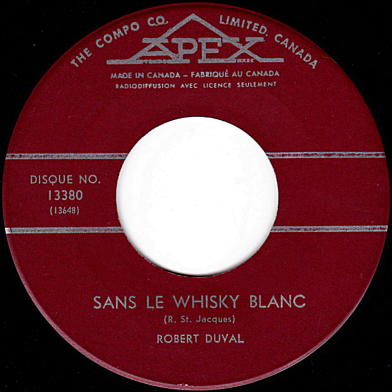 THE COMPO CO. LIMITED, CANADA
APEX
MADE IN CANADA – FABRIQUÉ AU CANADA
RADIODIFFUSION AVEC LICENCE SEULEMENT
DISQUE NO.
13380
(13648)
SANS LE WHISKY BLANC
(R. St. Jacques)
ROBERT DUVAL